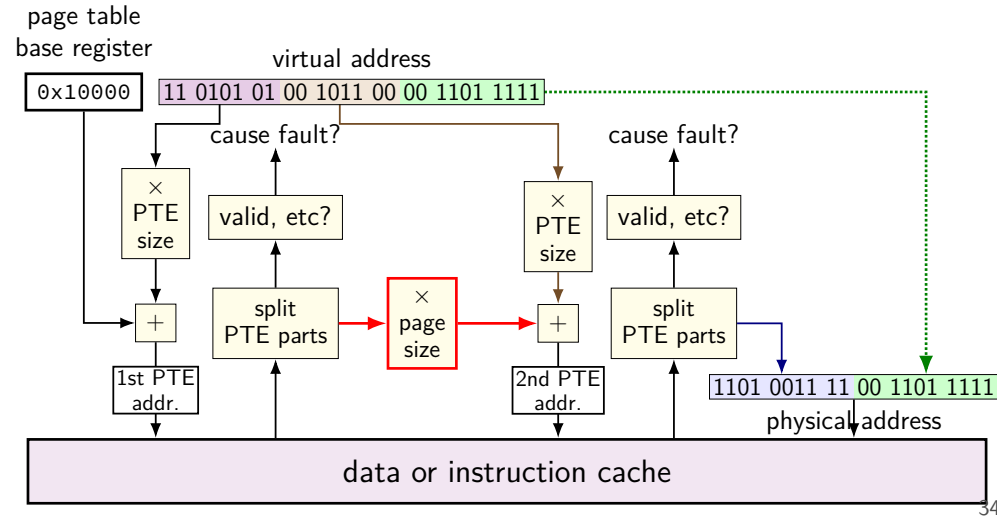 page table
base register
0x10000
virtual address
11 0101 01 00 1011 00 00 1101 1111
cause fault?
cause fault?
×
PTE
size
valid, etc?
×
PTE
size
valid, etc?
split
PTE parts
×
page
size
split
PTE parts
+
+
1st PTE
addr.
2nd PTE
addr.
1101 0011 11 00 1101 1111
physical address
data or instruction cache
34